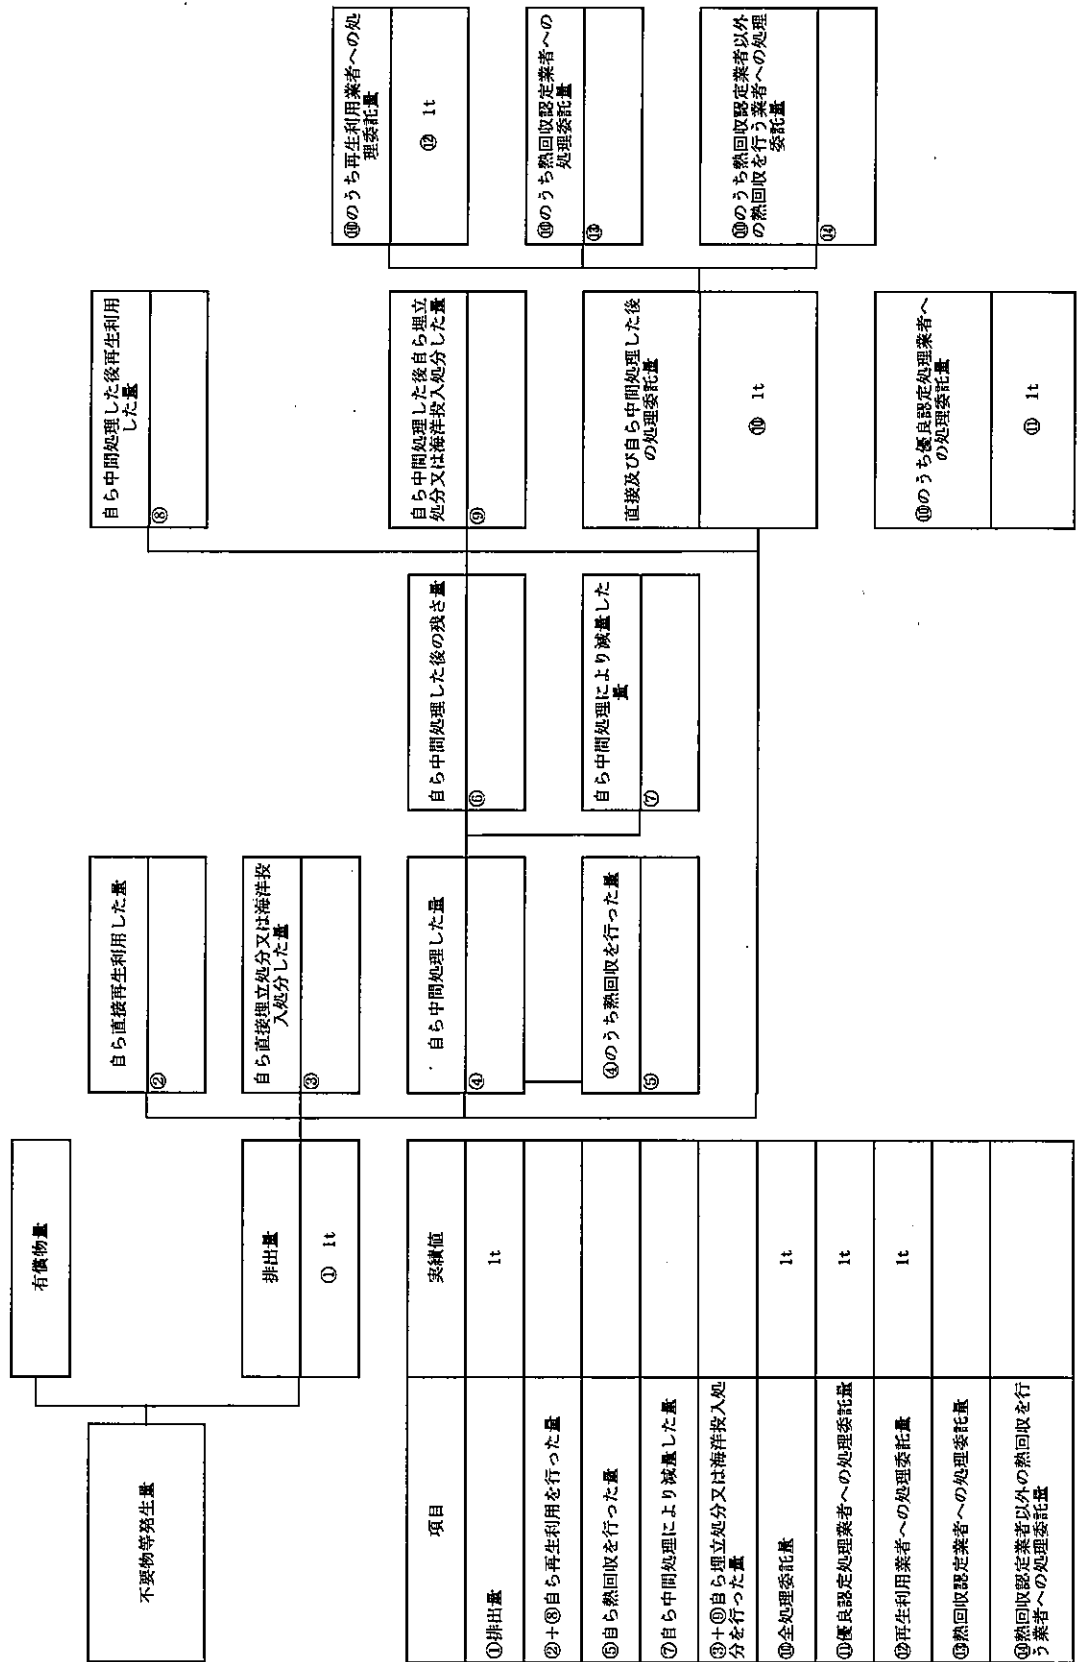 不要物等発生量
有償物量
排出量
① 1t
自ら直接再生利用した量
②
自ら直接埋立処分又は海洋投
入処分した量
③
自ら中間処理した量
④
④のうち熱回収を行った量
⑤
自ら中間処理した後の残さ量
⑥
自ら中間処理により減量した
量
⑦
自ら中間処理した後再生利用
した量
⑧
自ら中間処理した後自ら埋立
処分又は海洋投入処分した量
⑨
直接及び自ら中間処理した後
の処理委託量
⑩ 1t
⑩のうち優良認定処理業者へ
の処理委託量
⑪ 1t
⑩のうち再生利用業者への処
理委託量
⑫ 1t
⑩のうち熱回収認定業者への
処理委託量
⑬
⑩のうち熱回収認定業者以外
の熱回収を行う業者への処理
委託量
⑭
項目 実績値
①排出量 1t
②+⑧自ら再生利用を行った量
⑤自ら熱回収を行った量
⑦自ら中間処理により減量した量
③+⑨自ら埋立処分又は海洋投入処
分を行った量
⑩全処理委託量 1t
⑪優良認定処理業者への処理委託量 1t
⑫再生利用業者への処理委託量 1t
⑬熱回収認定業者への処理委託量
⑭熱回収認定業者以外の熱回収を行
う業者への処理委託量